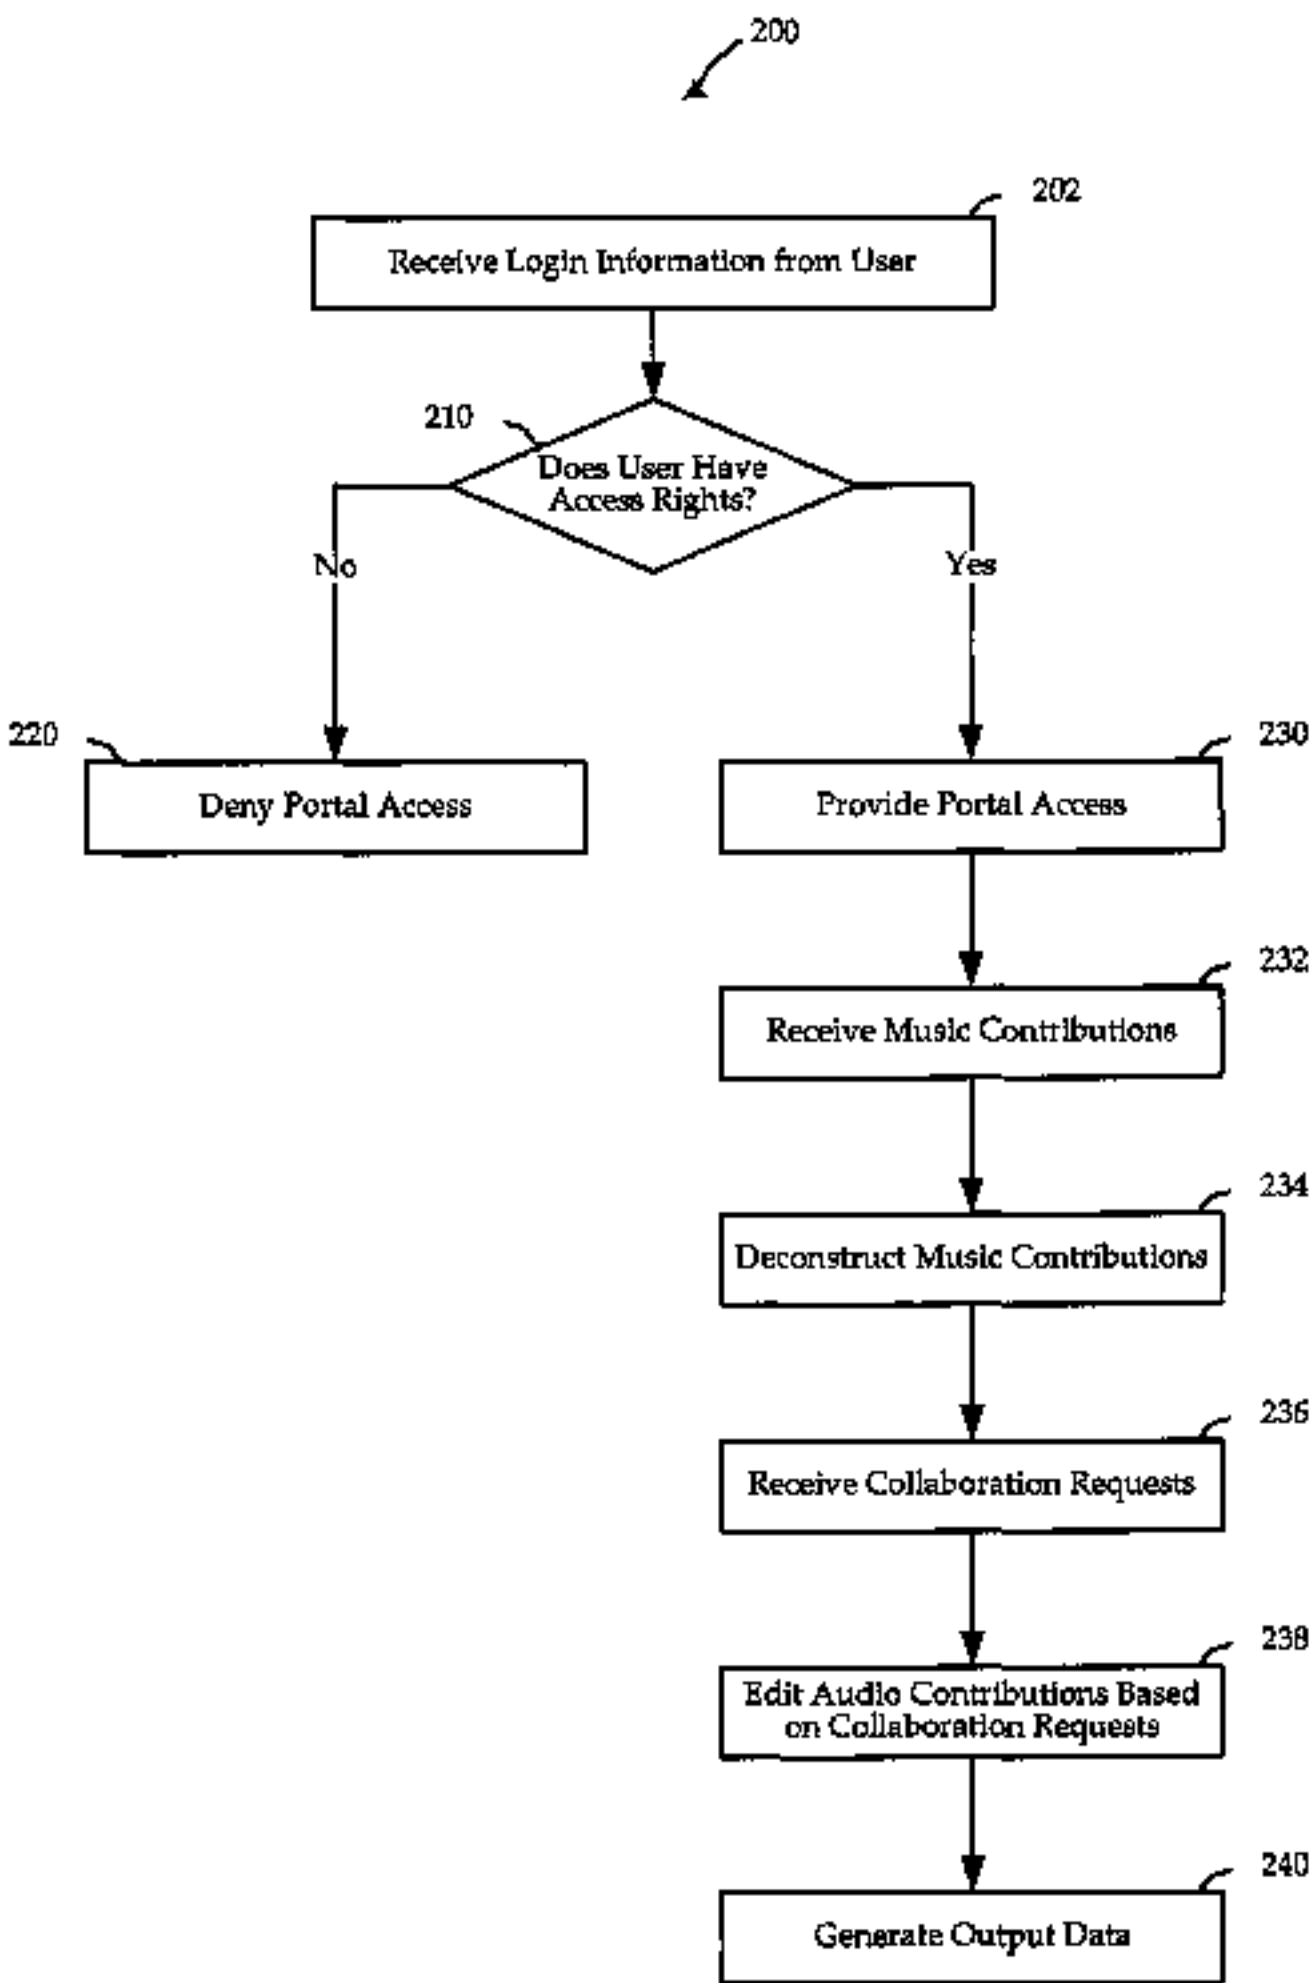 200
202
Receive Login Information from User
210
Does User Have
Access Rights?
No
Yes
220
Deny Portal Access
230
Provide Portal Access
232
Receive Music Contributions
234
Deconstruct Music Contributions
236
Receive Collaboration Requests
238
Edit Audio Contributions Based
on Collaboration Requests
240
Generate Output Data